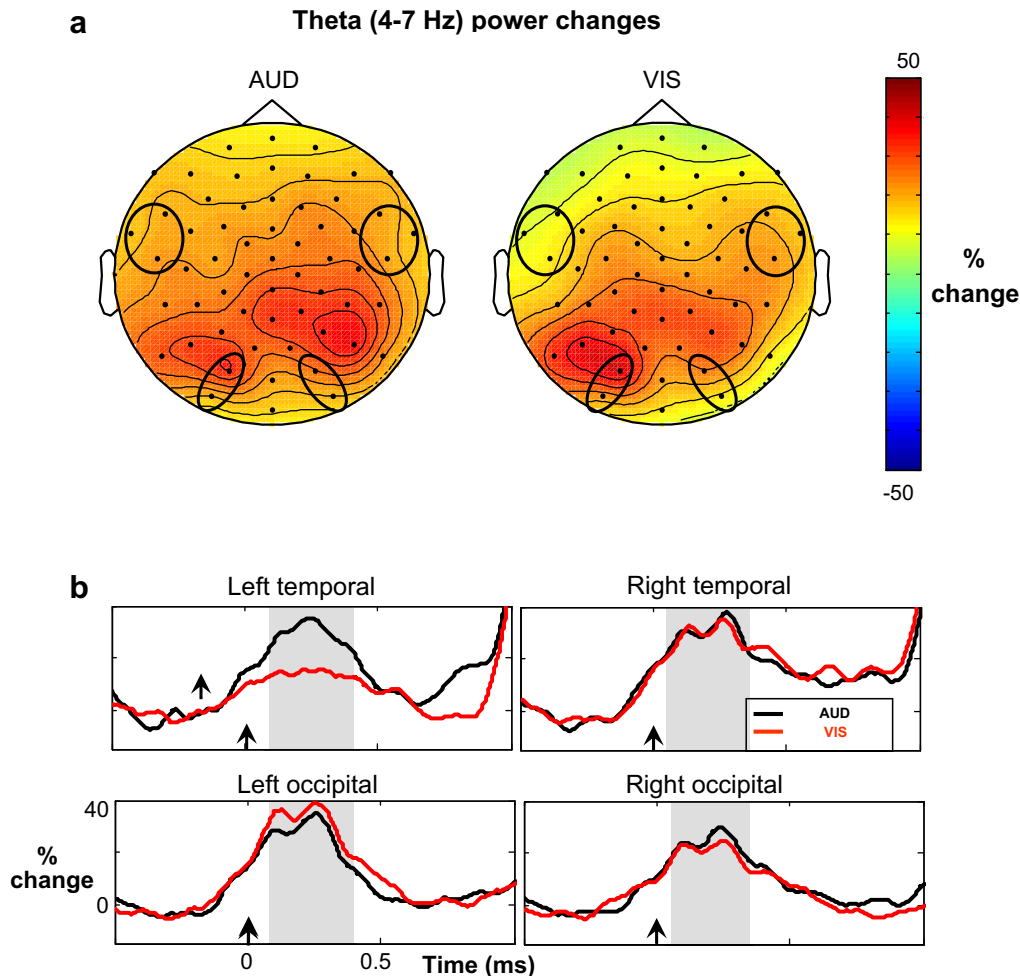 a
Theta (4-7 Hz) power changes
AUD
VIS
50
%
change
-50
b
Left temporal
Right temporal
AUD
VIS
Left occipital
Right occipital
40
%
change
0
0
0.5
Time (ms)